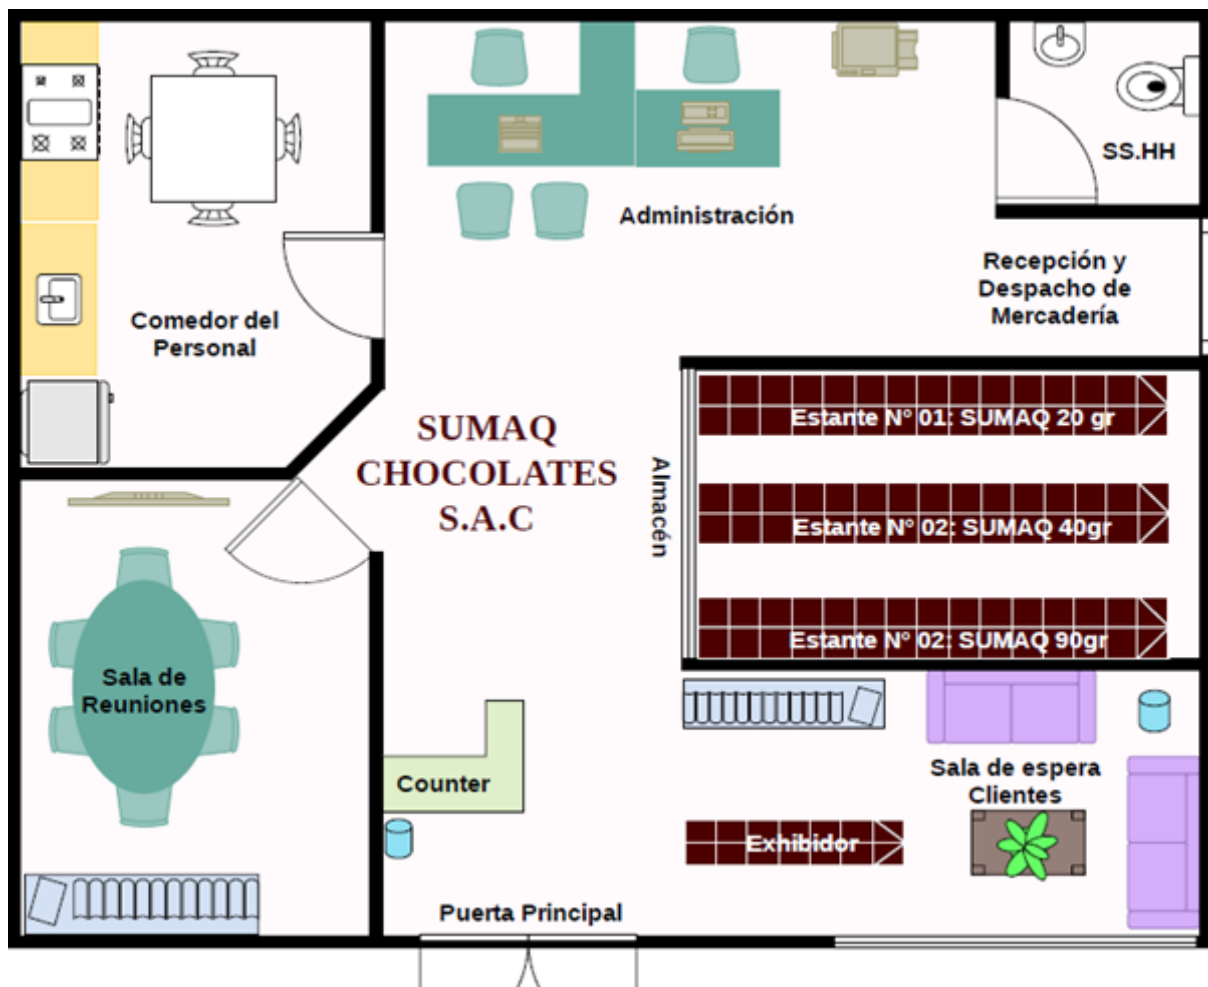 SS.HH
Administración
Recepción y
Despacho de
Mercadería
Comedor del
Personal
SUMAQ
CHOCOLATES
S.A.C
Almacén
Estante N° 01: SUMAQ 20 gr
Estante N° 02: SUMAQ 40gr
Estante N° 02: SUMAQ 90gr
Sala de
Reuniones
Counter
Sala de espera
Clientes
Exhibidor
Puerta Principal